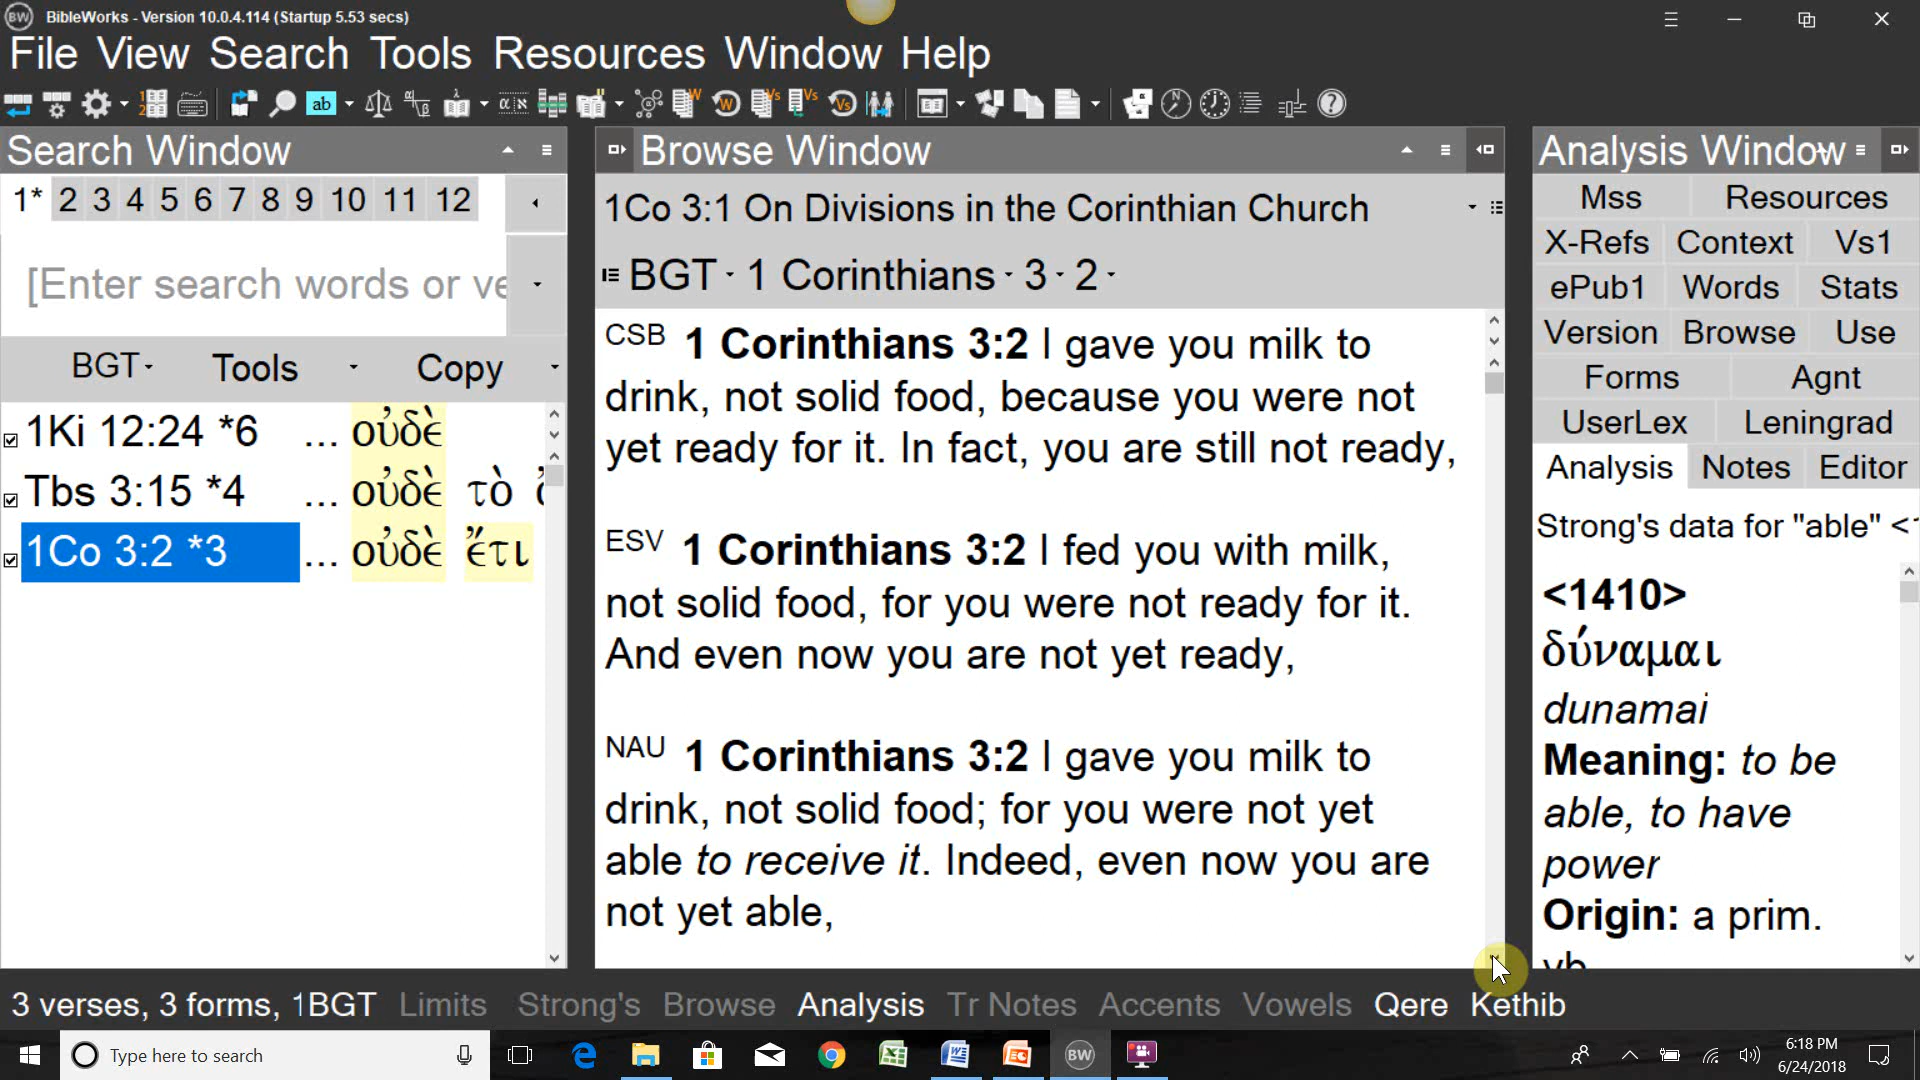 BibleWorks - Version 10.0.4.114 (Startup 5.53 secs)
File View Search Tools Resources Window Help
Search Window
1* 2 3 4 5 6 7 8 9 10 11 12
[Enter search words or ve
BGT Tools Copy
1Ki 12:24 *6 ... οὐδὲ
Tbs 3:15 *4 ... οὐδὲ τὸ
1Co 3:2 *3 ... οὐδὲ ἔτι
Browse Window
1Co 3:1 On Divisions in the Corinthian Church
BGT 1 Corinthians 3 2
CSB 1 Corinthians 3:2 I gave you milk to
drink, not solid food, because you were not
yet ready for it. In fact, you are still not ready,
ESV 1 Corinthians 3:2 I fed you with milk,
not solid food, for you were not ready for it.
And even now you are not yet ready,
NAU 1 Corinthians 3:2 I gave you milk to
drink, not solid food; for you were not yet
able to receive it. Indeed, even now you are
not yet able,
Analysis Window
Mss Resources
X-Refs Context Vs1
ePub1 Words Stats
Version Browse Use
Forms Agnt
UserLex Leningrad
Analysis Notes Editor
Strong's data for "able" <
<1410>
δύναμαι
dunamai
Meaning: to be
able, to have
power
Origin: a prim.
vb
3 verses, 3 forms, 1BGT Limits Strong's Browse Analysis Tr Notes Accents Vowels Qere Kethib
Type here to search
BW
6:18 PM
6/24/2018